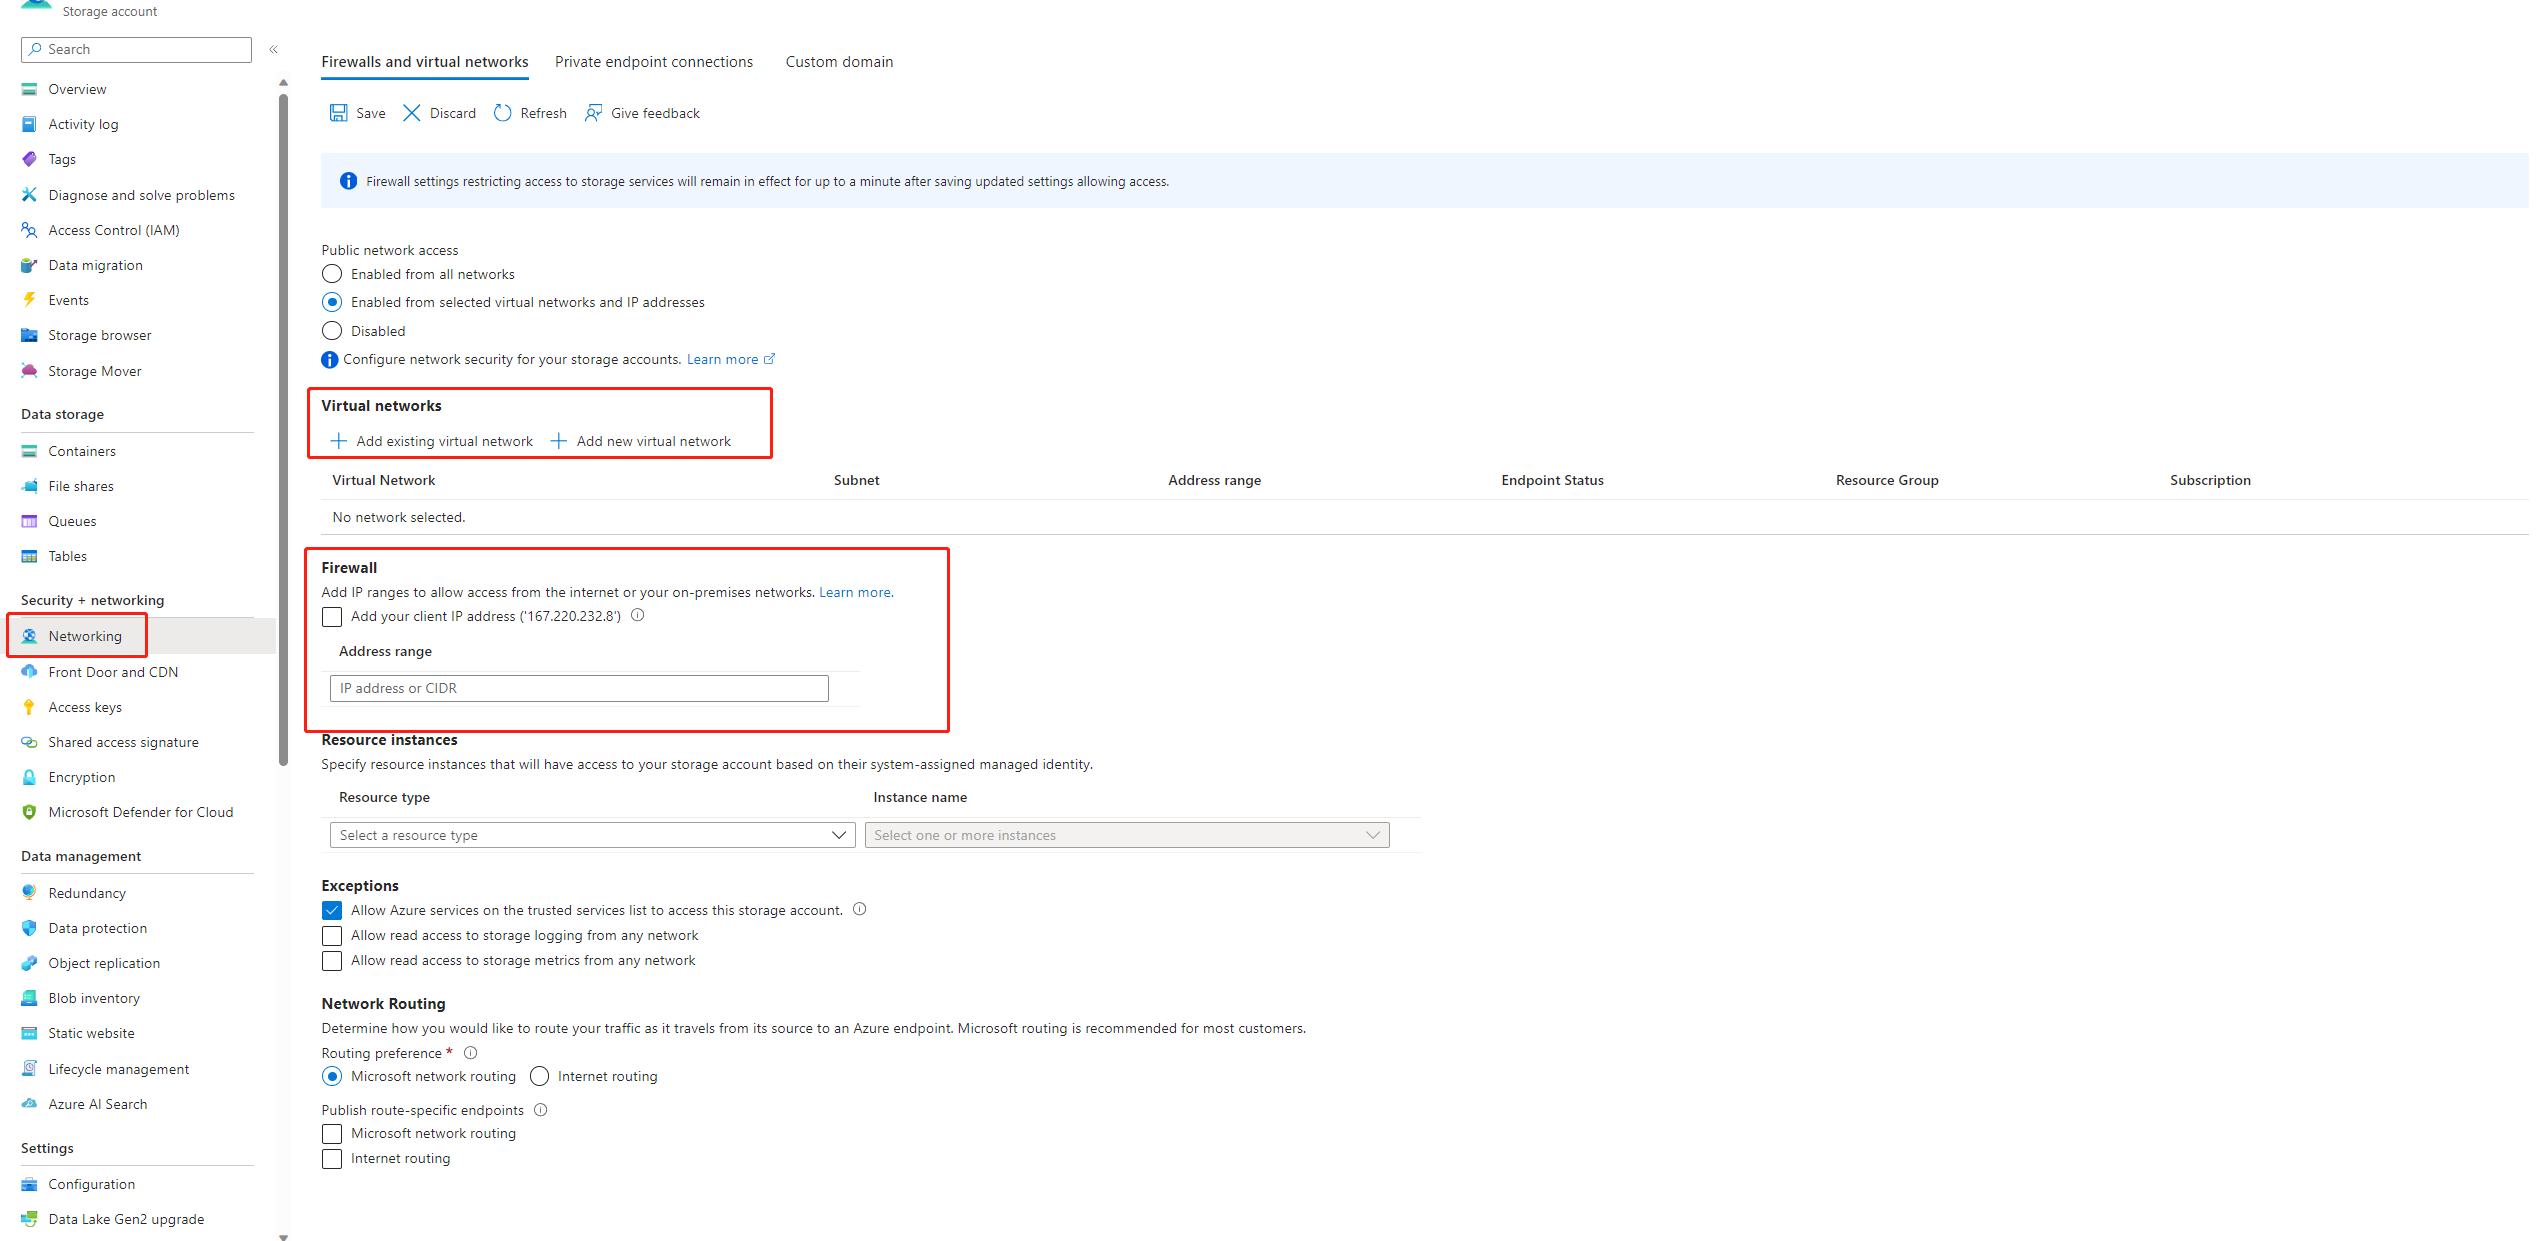 Storage account
Search
Overview
Activity log
Tags
Diagnose and solve problems
Access Control (IAM)
Data migration
Events
Storage browser
Storage Mover
Data storage
Containers
File shares
Queues
Tables
Security + networking
Networking
Front Door and CDN
Access keys
Shared access signature
Encryption
Microsoft Defender for Cloud
Data management
Redundancy
Data protection
Object replication
Blob inventory
Static website
Lifecycle management
Azure AI Search
Settings
Configuration
Data Lake Gen2 upgrade
Firewalls and virtual networks Private endpoint connections Custom domain
Save Discard Refresh Give feedback
Firewall settings restricting access to storage services will remain in effect for up to a minute after saving updated settings allowing access.
Public network access
Enabled from all networks
Enabled from selected virtual networks and IP addresses
Disabled
Configure network security for your storage accounts. Learn more
Virtual networks
Add existing virtual network Add new virtual network
Virtual Network Subnet Address range Endpoint Status Resource Group Subscription
No network selected.
Firewall
Add IP ranges to allow access from the internet or your on-premises networks. Learn more.
Add your client IP address ('167.220.232.8')
Address range
IP address or CIDR
Resource instances
Specify resource instances that will have access to your storage account based on their system-assigned managed identity.
Resource type Instance name
Select a resource type Select one or more instances
Exceptions
Allow Azure services on the trusted services list to access this storage account.
Allow read access to storage logging from any network
Allow read access to storage metrics from any network
Network Routing
Determine how you would like to route your traffic as it travels from its source to an Azure endpoint. Microsoft routing is recommended for most customers.
Routing preference *
Microsoft network routing Internet routing
Publish route-specific endpoints
Microsoft network routing
Internet routing